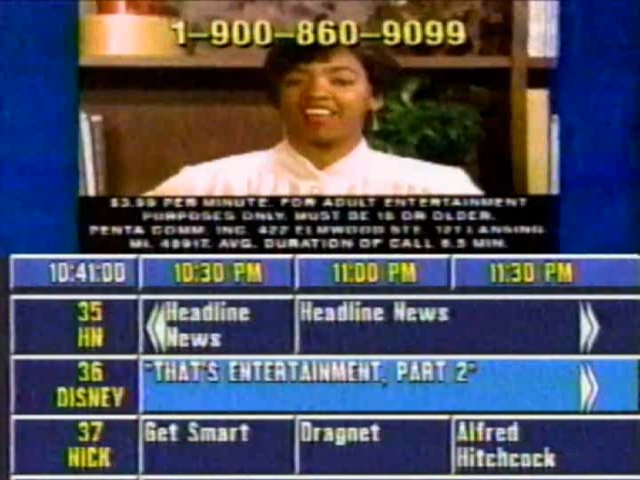 1-900-860-9099
$3.99 PER MINUTE. FOR ADULT ENTERTAINMENT
PURPOSES ONLY. MUST BE 18 OR OLDER.
PENTA COMM. INC. 422 ELMWOOD STE. 121 LANSING
MI. 48917. AVG. DURATION OF CALL 8.5 MIN.
10:41:00 10:30 PM 11:00 PM 11:30 PM
35 Headline Headline News
HN News
36 "THAT'S ENTERTAINMENT, PART 2"
DISNEY
37 Get Smart Dragnet Alfred
NICK Hitchcock